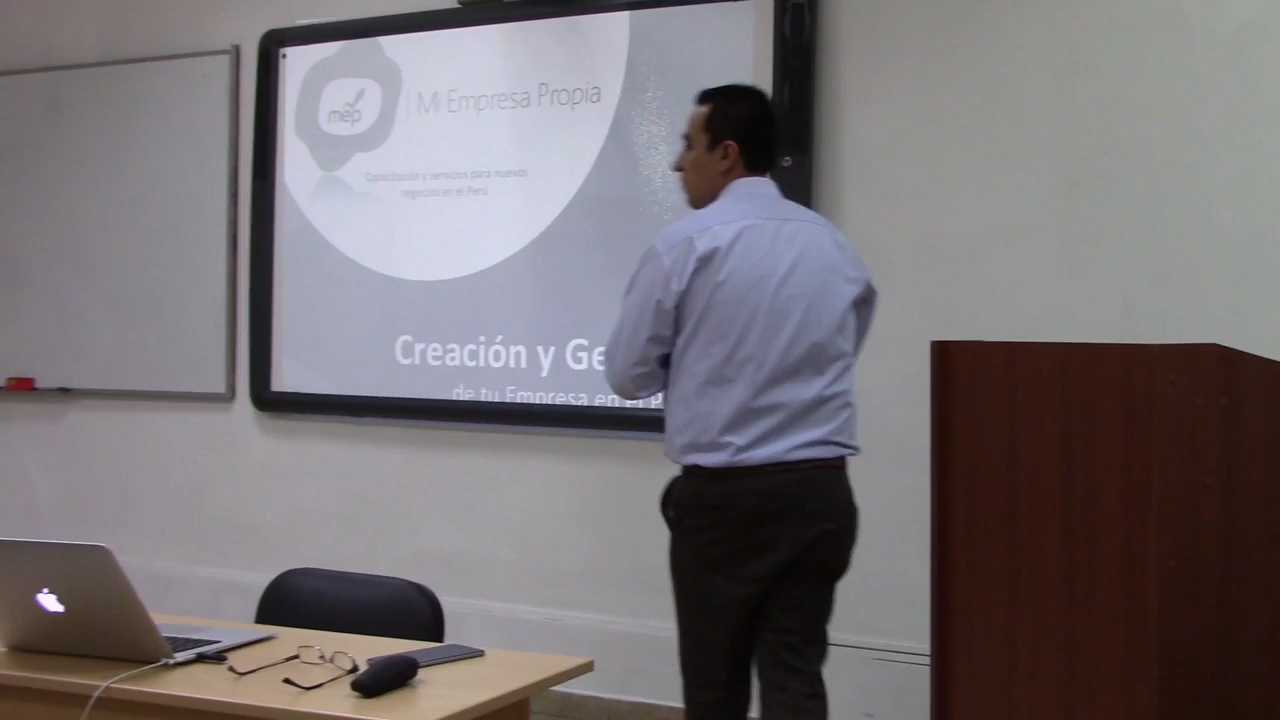 mep
Mi Empresa Propia
Capacitación y servicios para nuevos
negocios en el Perú
Creación y Ge
de tu Empresa en el P